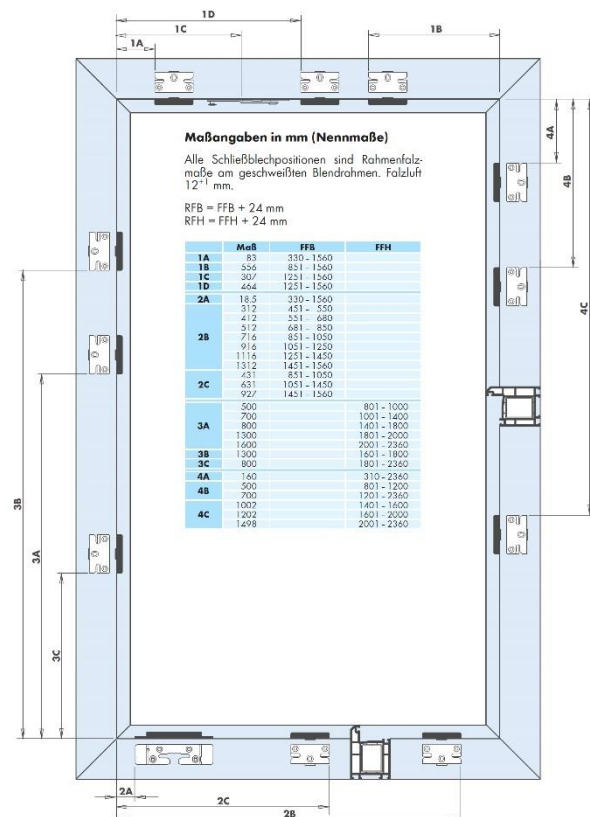 1D
1C
1B
1A
4A
4B
4C
Maßangaben in mm (Nennmaße)
Alle Schließblechpositionen sind Rahmenfalz-
maße am geschweißten Blendrahmen. Falzluft
12+1 mm.
RFB = FFB + 24 mm
RFH = FFH + 24 mm
Maß FFB FFH
1A 83 330 – 1560
1B 556 851 – 1560
1C 307 1251 – 1560
1D 464 1251 – 1560
2A 18.5 330 – 1560
312 451 – 550
412 551 – 680
512 681 – 850
2B 716 851 – 1050
916 1051 – 1250
1116 1251 – 1450
1312 1451 – 1560
431 851 – 1050
2C 631 1051 – 1450
927 1451 – 1560
500 801 – 1000
700 1001 – 1400
3A 800 1401 – 1800
1300 1801 – 2000
1600 2001 – 2360
3B 1300 1601 – 1800
3C 800 1801 – 2360
4A 160 310 – 2360
4B 500 801 – 1200
700 1201 – 2360
1002 1401 – 1600
4C 1202 1601 – 2000
1498 2001 – 2360
3B
3A
3C
2A
2C
2B